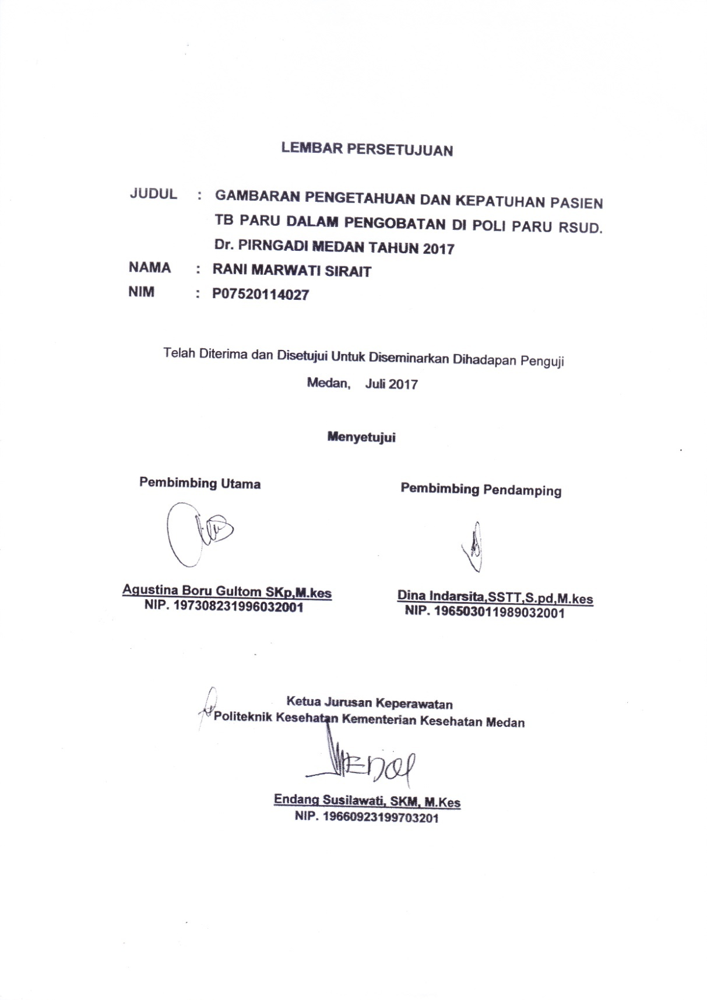 LEMBAR PERSETUJUAN
JUDUL : GAMBARAN PENGETAHUAN DAN KEPATUHAN PASIEN
TB PARU DALAM PENGOBATAN DI POLI PARU RSUD.
Dr. PIRNGADI MEDAN TAHUN 2017
NAMA : RANI MARWATI SIRAIT
NIM : P07520114027
Telah Diterima dan Disetujui Untuk Diseminarkan Dihadapan Penguji
Medan, Juli 2017
Menyetujui
Pembimbing Utama
Pembimbing Pendamping
Agustina Boru Gultom SKp,M.kes
NIP. 197308231996032001
Dina Indarsita,SSTT,S.pd,M.kes
NIP. 196503011989032001
Ketua Jurusan Keperawatan
Politeknik Kesehatan Kementerian Kesehatan Medan
Endang Susilawati, SKM, M.Kes
NIP. 19660923199703201